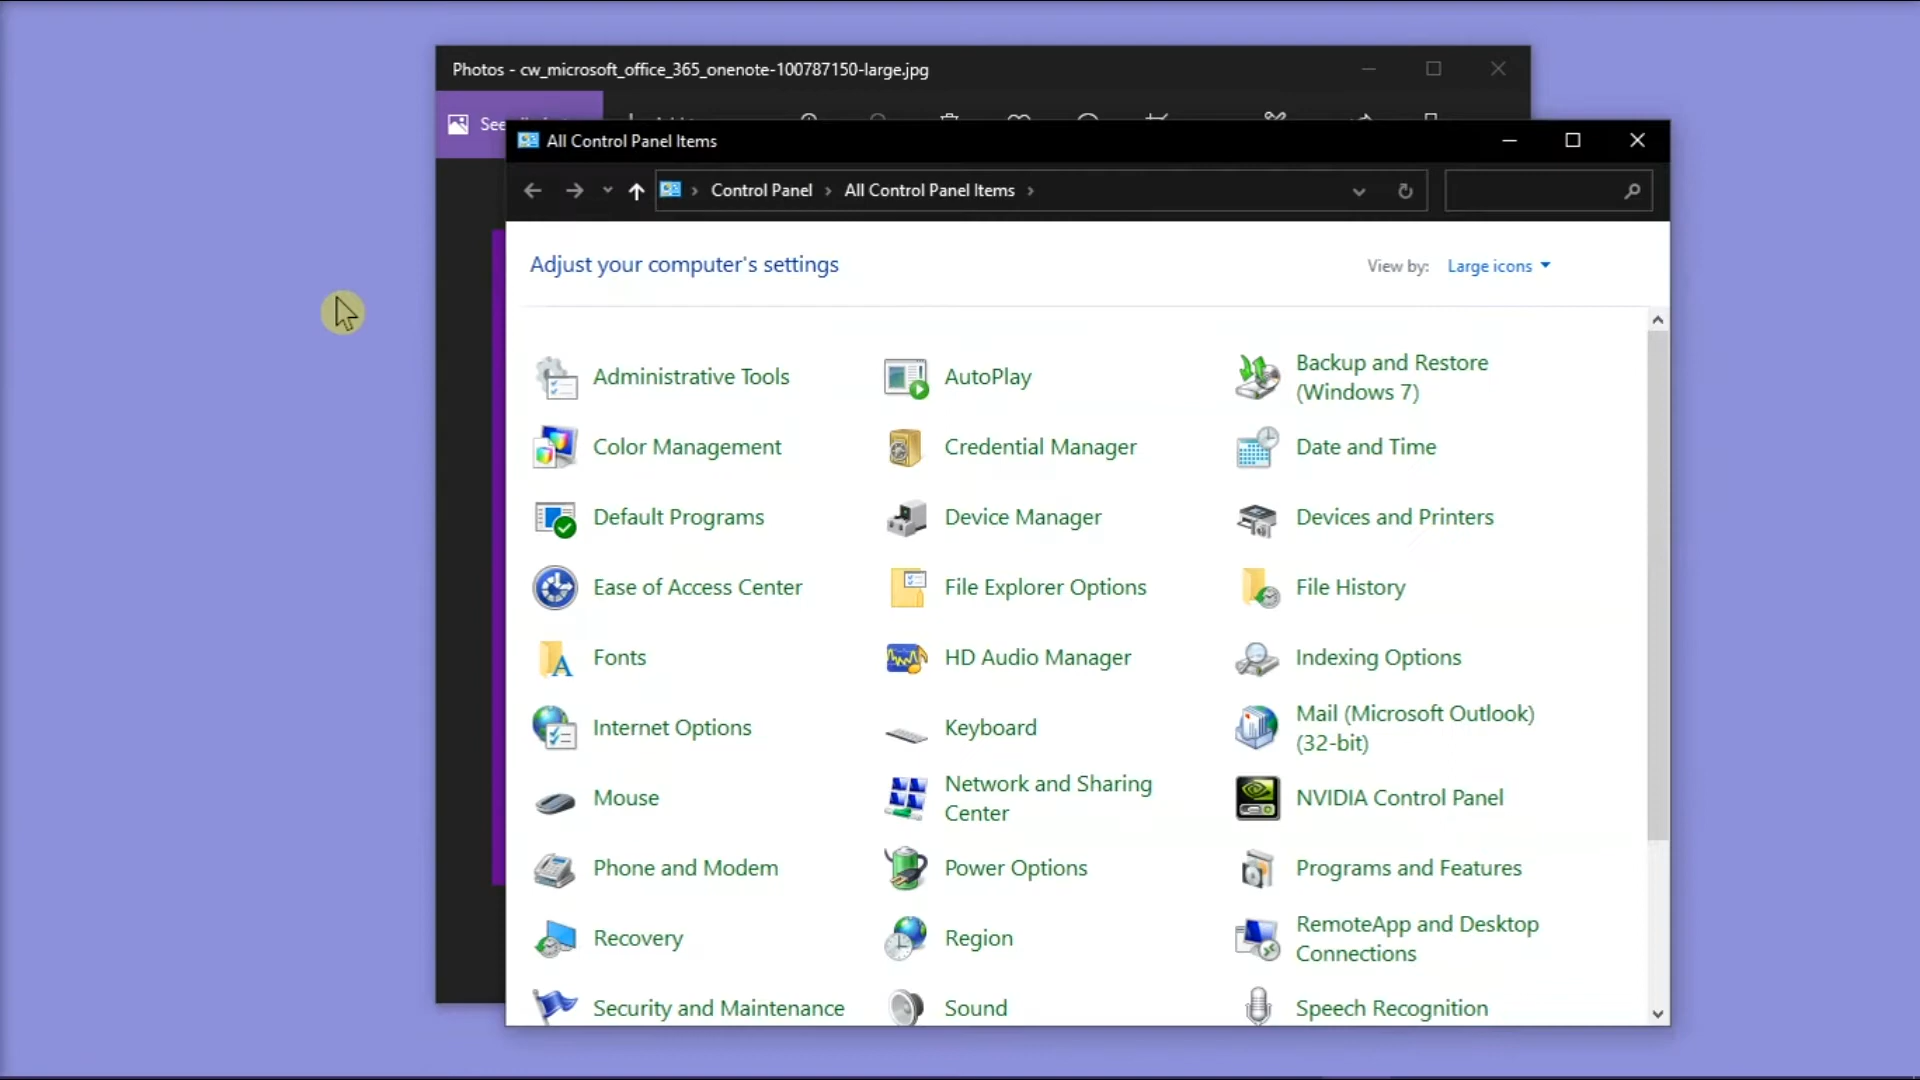 Photos - cw_microsoft_office_365_onenote-100787150-large.jpg
See
All Control Panel Items
Control Panel
All Control Panel Items
Adjust your computer's settings
View by:
Large icons
Administrative Tools
AutoPlay
Backup and Restore
(Windows 7)
Color Management
Credential Manager
Date and Time
Default Programs
Device Manager
Devices and Printers
Ease of Access Center
File Explorer Options
File History
Fonts
HD Audio Manager
Indexing Options
Internet Options
Keyboard
Mail (Microsoft Outlook)
(32-bit)
Mouse
Network and Sharing
Center
NVIDIA Control Panel
Phone and Modem
Power Options
Programs and Features
Recovery
Region
RemoteApp and Desktop
Connections
Security and Maintenance
Sound
Speech Recognition